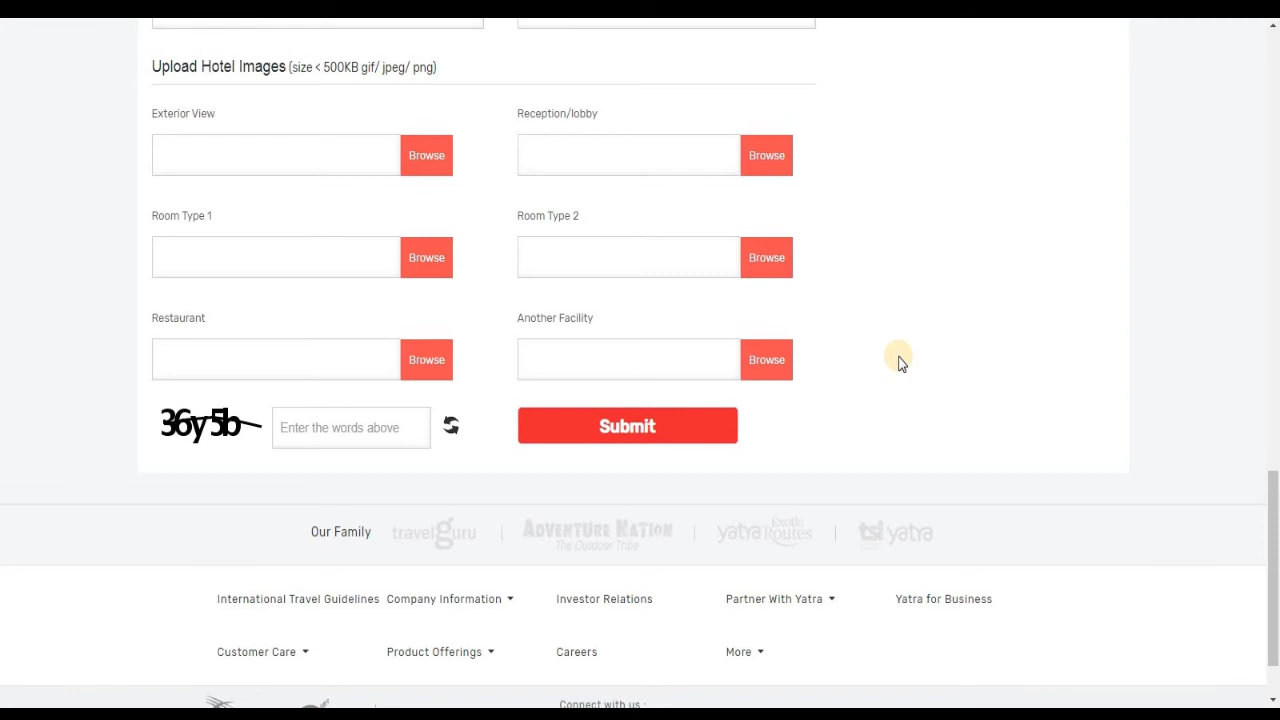 Upload Hotel Images (size < 500KB gif/ jpeg/ png)
Exterior View Reception/lobby
Browse Browse
Room Type 1 Room Type 2
Browse Browse
Restaurant Another Facility
Browse Browse
36y5b Enter the words above Submit
Our Family travelguru ADVENTURE NATION The Outdoor Tribe yatra Exotic Routes tsi yatra
International Travel Guidelines Company Information Investor Relations Partner With Yatra Yatra for Business
Customer Care Product Offerings Careers More
Connect with us :